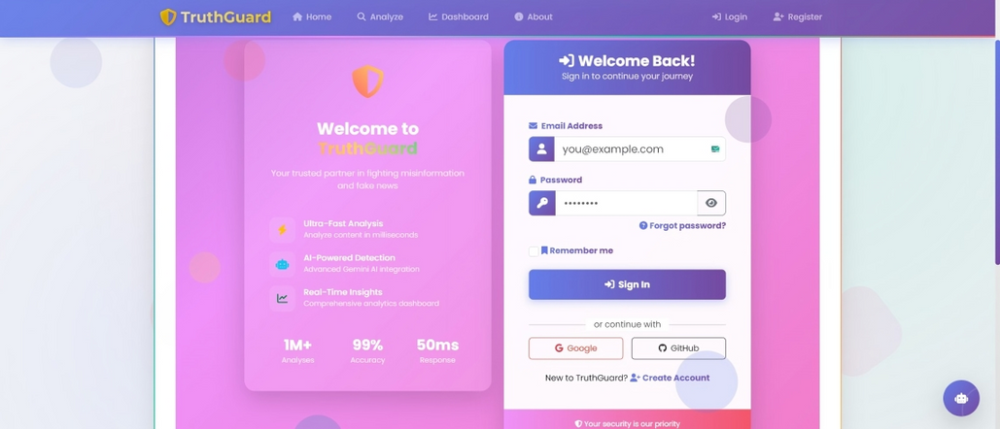 TruthGuard
Home
Analyze
Dashboard
About
Login
Register
Welcome to
TruthGuard
Your trusted partner in fighting misinformation
and fake news
Ultra-Fast Analysis
Analyze content in milliseconds
AI-Powered Detection
Advanced Gemini AI integration
Real-Time Insights
Comprehensive analytics dashboard
1M+
Analyses
99%
Accuracy
50ms
Response
Welcome Back!
Sign in to continue your journey
Email Address
you@example.com
Password
Forgot password?
Remember me
Sign In
or continue with
Google
GitHub
New to TruthGuard? Create Account
Your security is our priority